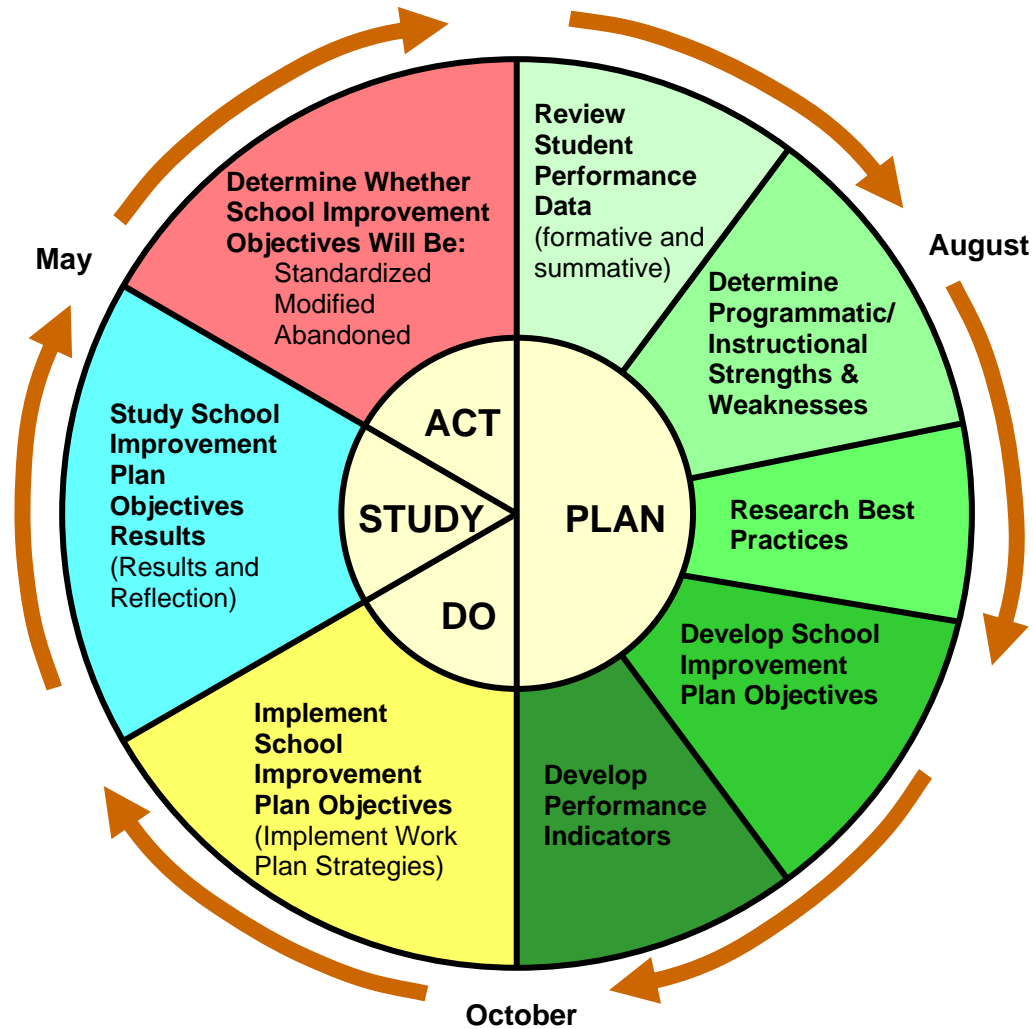 Review
Student
Performance
Data
(formative and
summative)
August
Determine
Programmatic/
Instructional
Strengths &
Weaknesses
Research Best
Practices
Develop School
Improvement
Plan Objectives
Develop
Performance
Indicators
October
Implement
School
Improvement
Plan Objectives
(Implement Work
Plan Strategies)
Study School
Improvement
Plan
Objectives
Results
(Results and
Reflection)
May
Determine Whether
School Improvement
Objectives Will Be:
Standardized
Modified
Abandoned
PLAN
DO
STUDY
ACT